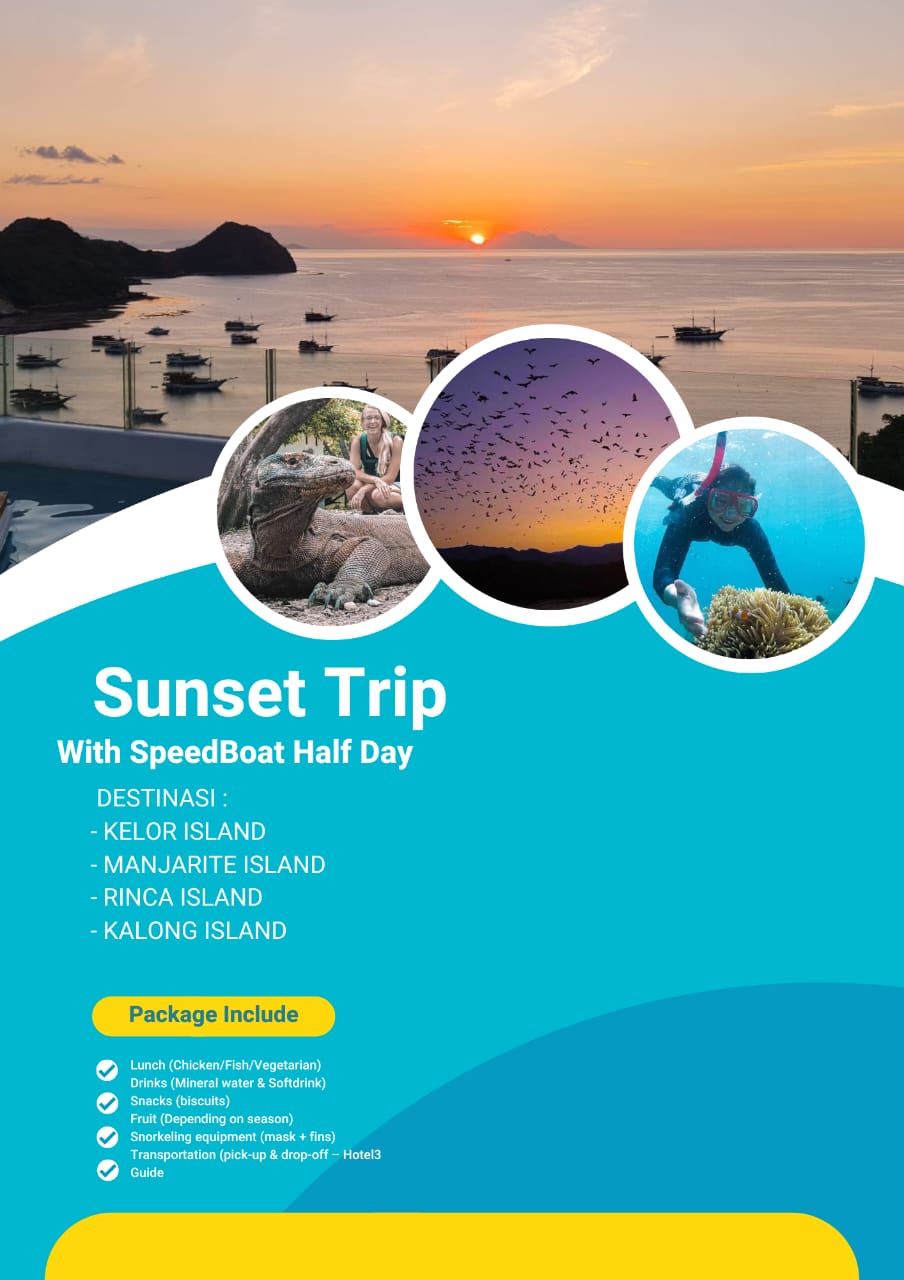 Sunset Trip
With SpeedBoat Half Day
DESTINASI :
- KELOR ISLAND
- MANJARITE ISLAND
- RINCA ISLAND
- KALONG ISLAND
Package Include
Lunch (Chicken/Fish/Vegetarian)
Drinks (Mineral water & Softdrink)
Snacks (biscuits)
Fruit (Depending on season)
Snorkeling equipment (mask + fins)
Transportation (pick-up & drop-off – Hotel3
Guide